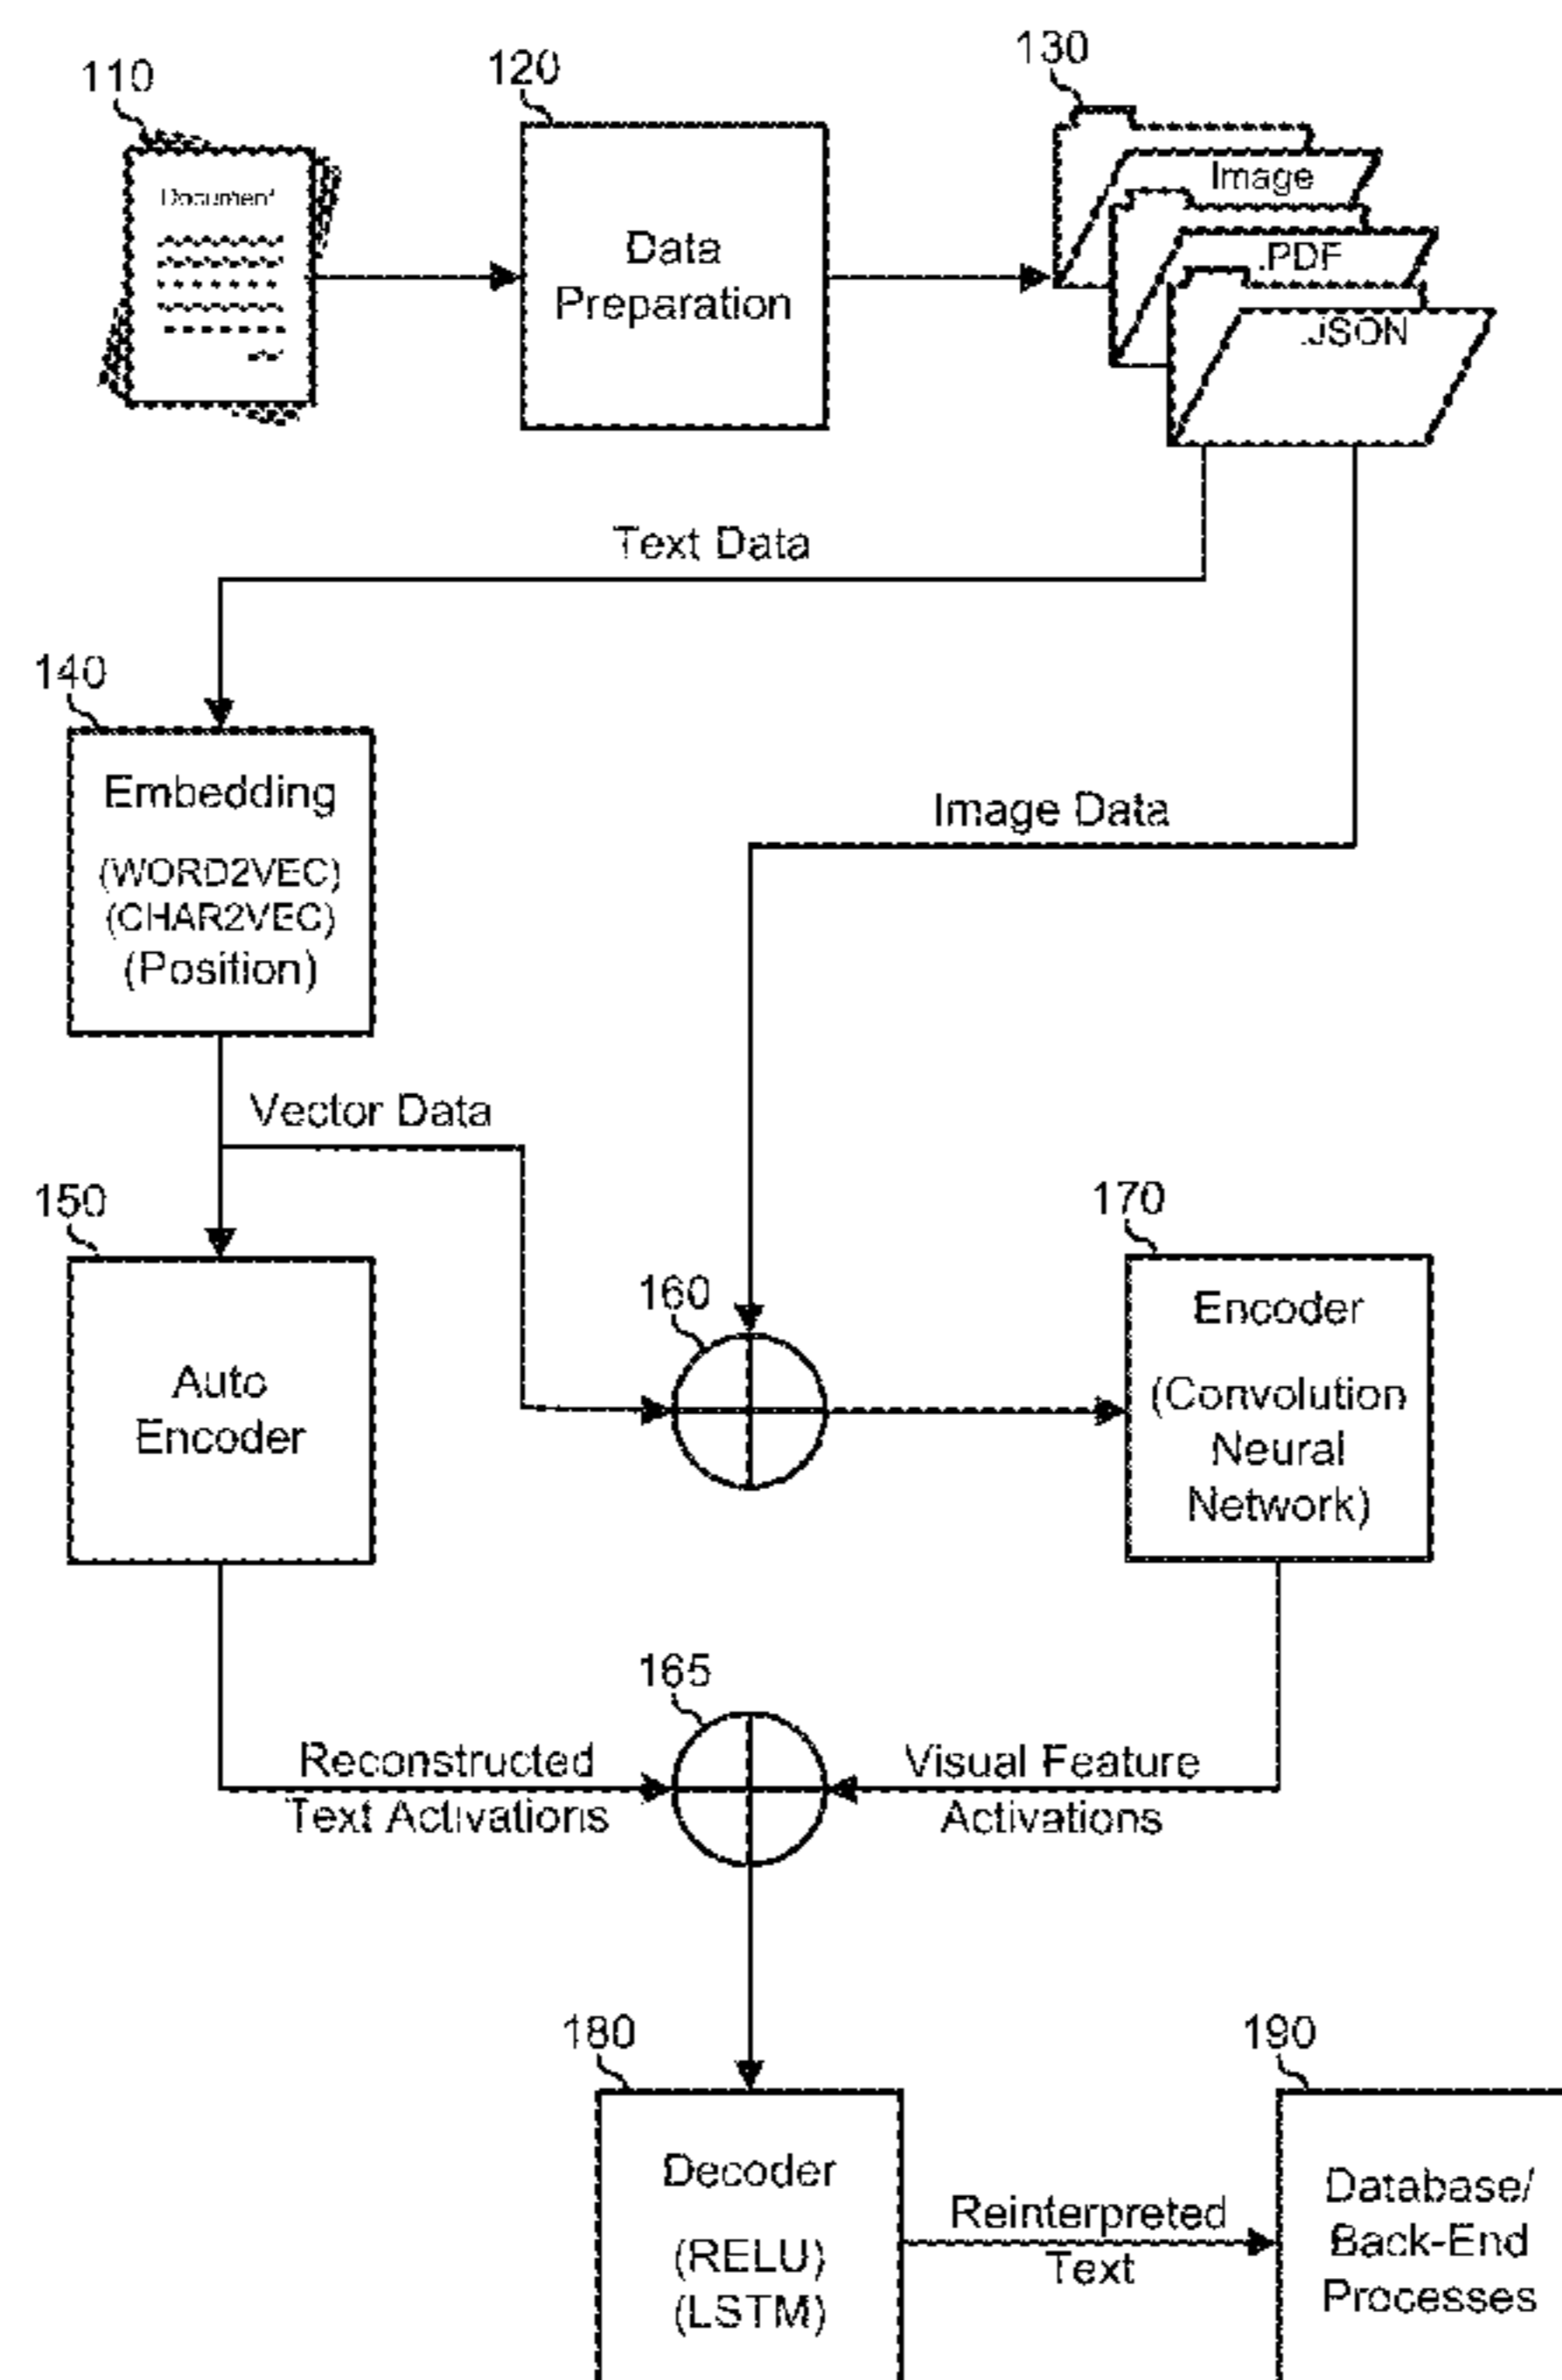 110
120
130
Document
Image
.PDF
.JSON
Data
Preparation
Text Data
140
Embedding
(WORD2VEC)
(CHAR2VEC)
(Position)
Image Data
Vector Data
150
Auto
Encoder
160
170
Encoder
(Convolution
Neural
Network)
165
Reconstructed
Text Activations
Visual Feature
Activations
180
Decoder
(RELU)
(LSTM)
Reinterpreted
Text
190
Database/
Back-End
Processes